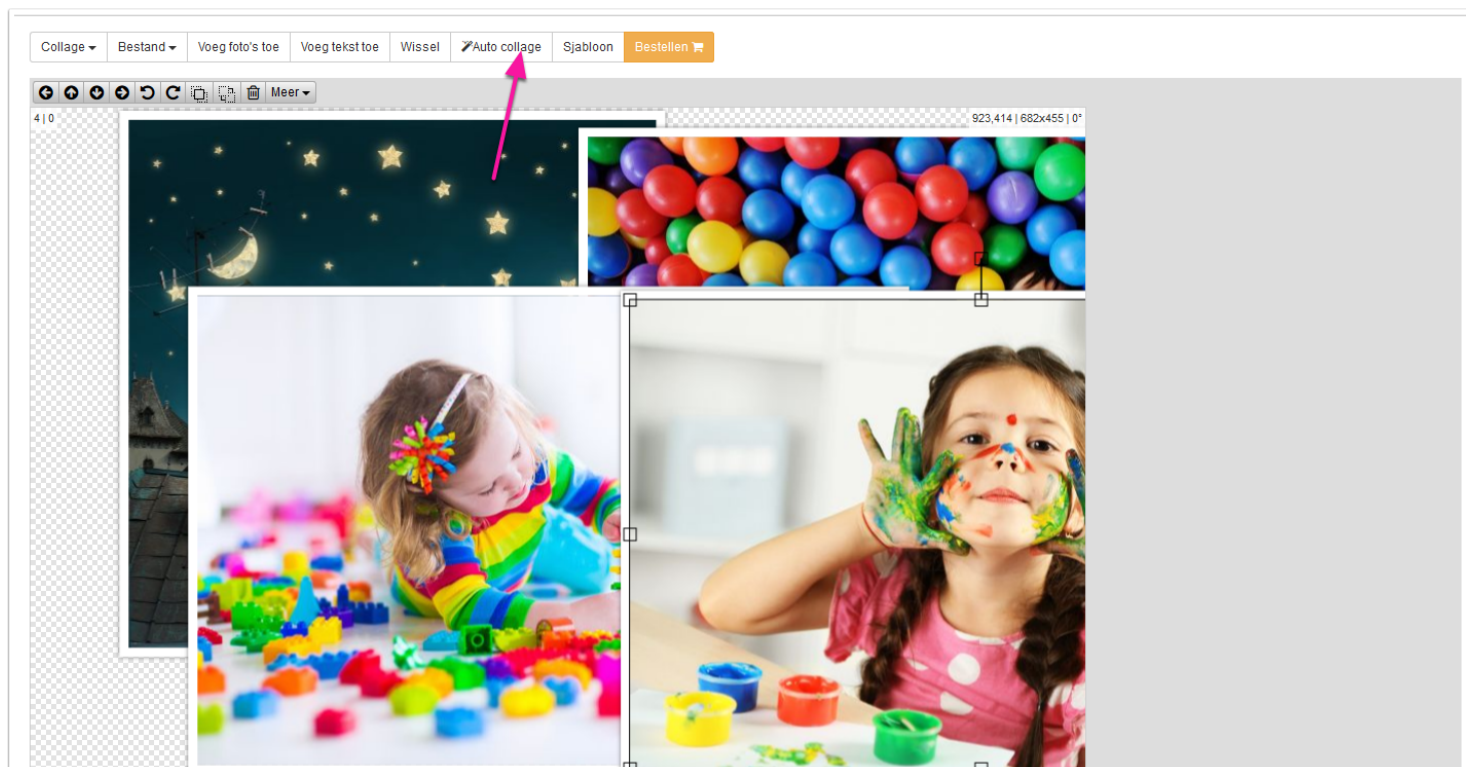 Collage Bestand Voeg foto's toe Voeg tekst toe Wissel Auto collage Sjabloon Bestellen
Meer
4 | 0 923,414 | 682x455 | 0°